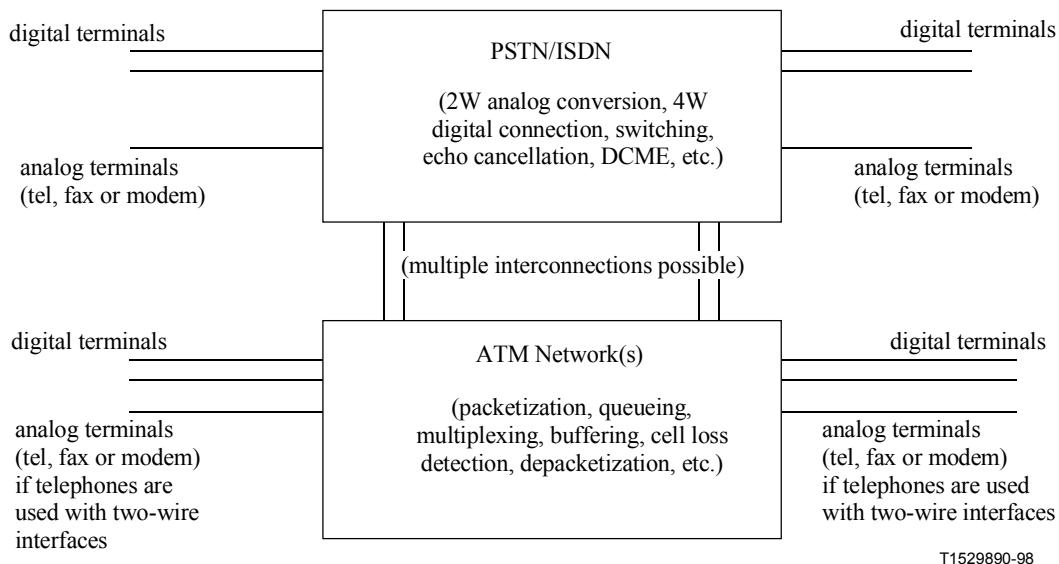 digital terminals
PSTN/ISDN
digital terminals
(2W analog conversion, 4W
digital connection, switching,
echo cancellation, DCME, etc.)
analog terminals
(tel, fax or modem)
analog terminals
(tel, fax or modem)
(multiple interconnections possible)
digital terminals
ATM Network(s)
digital terminals
(packetization, queueing,
multiplexing, buffering, cell loss
detection, depacketization, etc.)
analog terminals
(tel, fax or modem)
if telephones are
used with two-wire
interfaces
analog terminals
(tel, fax or modem)
if telephones are used
with two-wire interfaces
T1529890-98